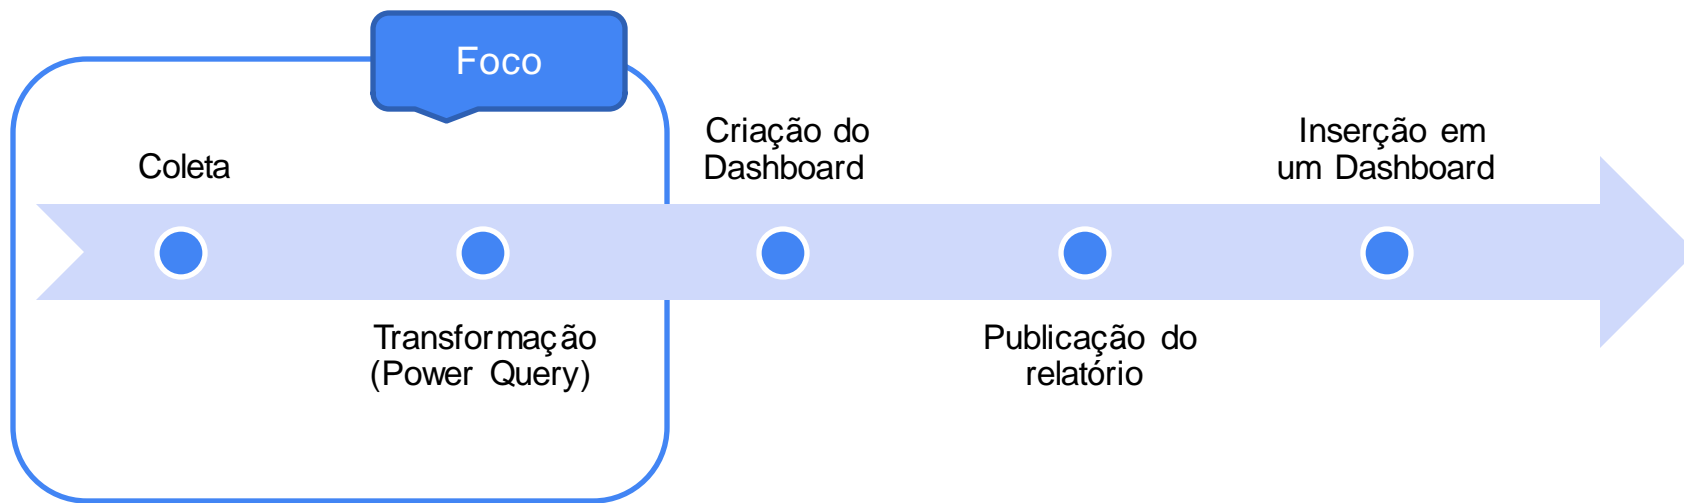 Foco
Coleta
Transformação
(Power Query)
Criação do
Dashboard
Publicação do
relatório
Inserção em
um Dashboard